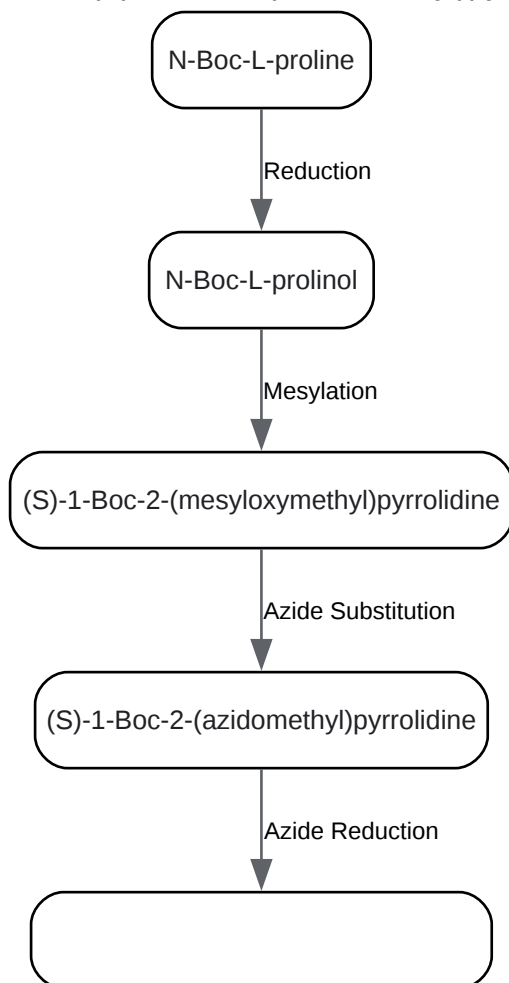 N-Boc-L-proline
Reduction
N-Boc-L-prolinol
Mesylation
(S)-1-Boc-2-(mesyloxymethyl)pyrrolidine
Azide Substitution
(S)-1-Boc-2-(azidomethyl)pyrrolidine
Azide Reduction